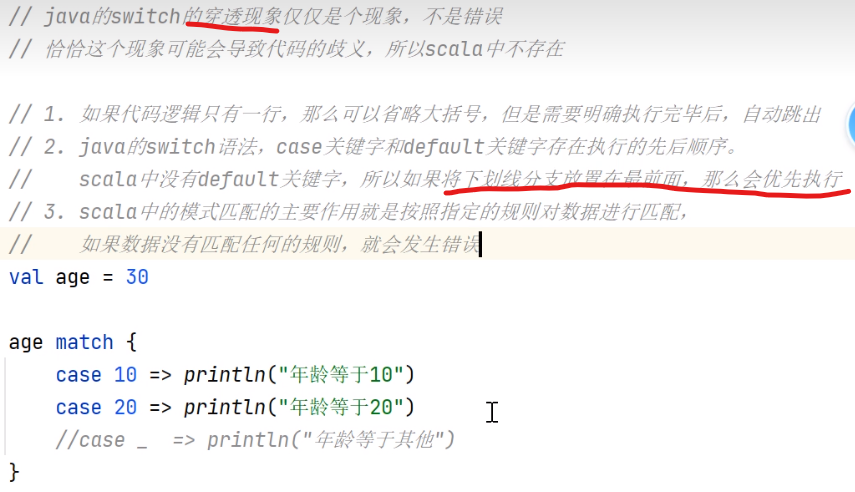 // java的switch的穿透现象仅仅是个现象，不是错误
// 恰恰这个现象可能会导致代码的歧义，所以scala中不存在
// 1. 如果代码逻辑只有一行，那么可以省略大括号，但是需要明确执行完毕后，自动跳出
// 2. java的switch语法，case关键字和default关键字存在执行的先后顺序。
//    scala中没有default关键字，所以如果将下划线分支放置在最前面，那么会优先执行
// 3. scala中的模式匹配的主要作用就是按照指定的规则对数据进行匹配，
//    如果数据没有匹配任何的规则，就会发生错误
val age = 30
age match {
    case 10 => println("年龄等于10")
    case 20 => println("年龄等于20")
    //case _  => println("年龄等于其他")
}